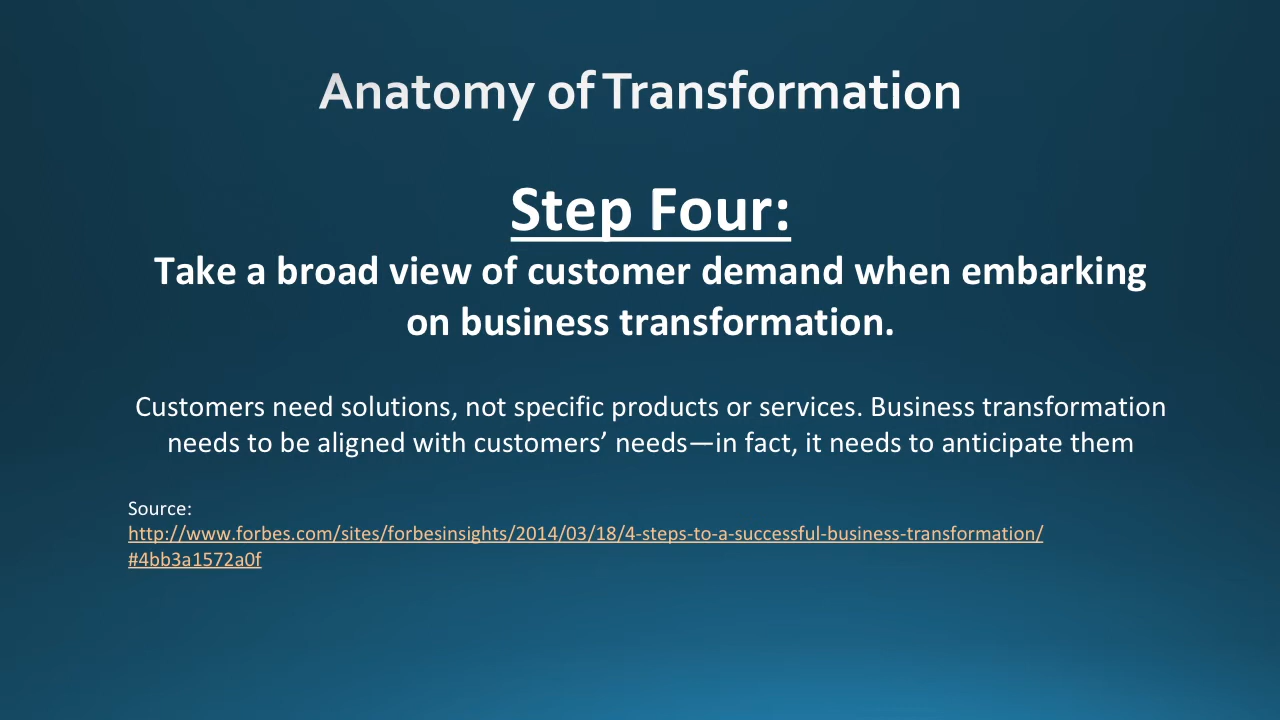 Anatomy of Transformation
Step Four:
Take a broad view of customer demand when embarking
on business transformation.
Customers need solutions, not specific products or services. Business transformation
needs to be aligned with customers’ needs—in fact, it needs to anticipate them
Source:
http://www.forbes.com/sites/forbesinsights/2014/03/18/4-steps-to-a-successful-business-transformation/
#4bb3a1572a0f